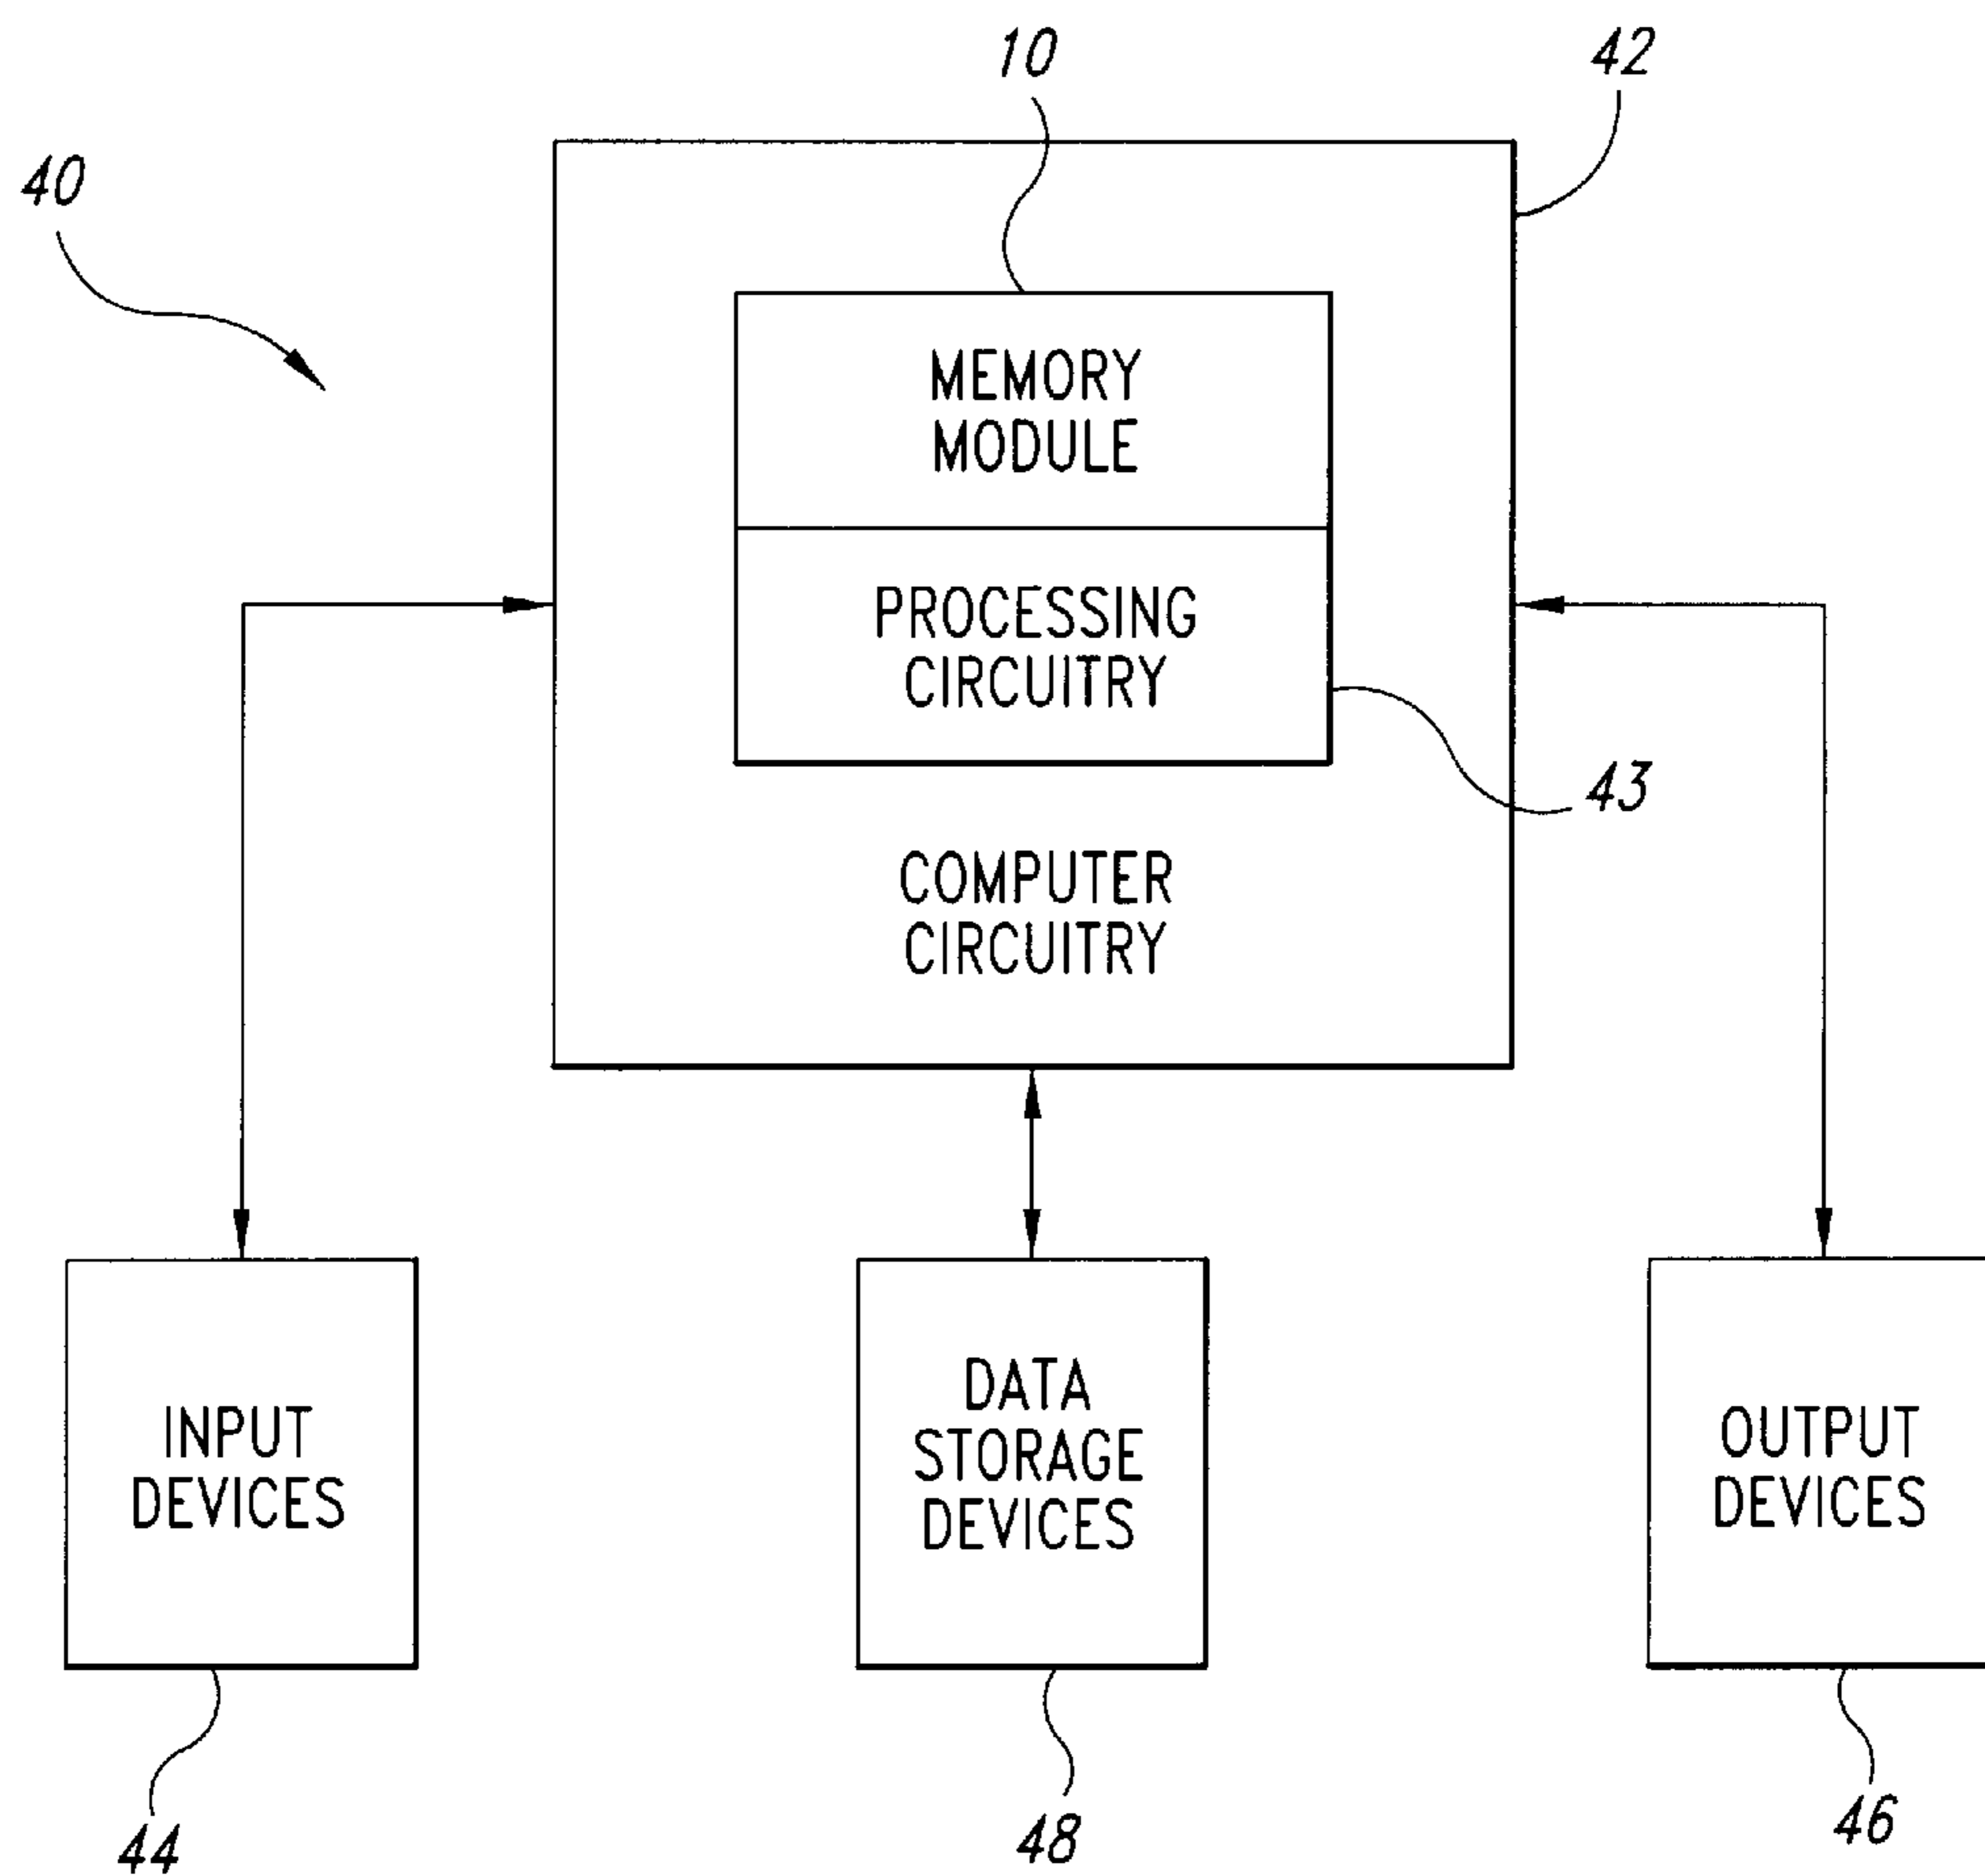 10
42
40
MEMORY
MODULE
PROCESSING
CIRCUITRY
43
COMPUTER
CIRCUITRY
INPUT
DEVICES
DATA
STORAGE
DEVICES
OUTPUT
DEVICES
44
48
46